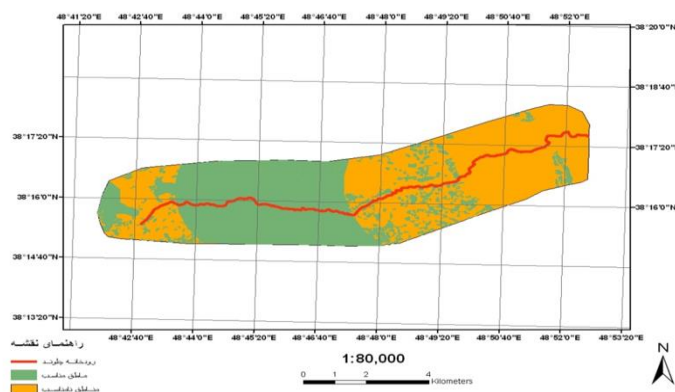 48°41'20"E 48°42'40"E 48°44'0"E 48°45'20"E 48°46'40"E 48°48'0"E 48°49'20"E 48°50'40"E 48°52'0"E
38°20'0"N
38°18'40"N
38°17'20"N 38°17'20"N
38°16'0"N 38°16'0"N
38°14'40"N
38°13'20"N
48°42'40"E 48°44'0"E 48°45'20"E 48°46'40"E 48°48'0"E 48°49'20"E 48°50'40"E 48°52'0"E 48°53'20"E
راهنمای نقشه
رودخانه
مناطق مناسب
مناطق نامناسب
1:80,000
0 1 2 4
Kilometers
N